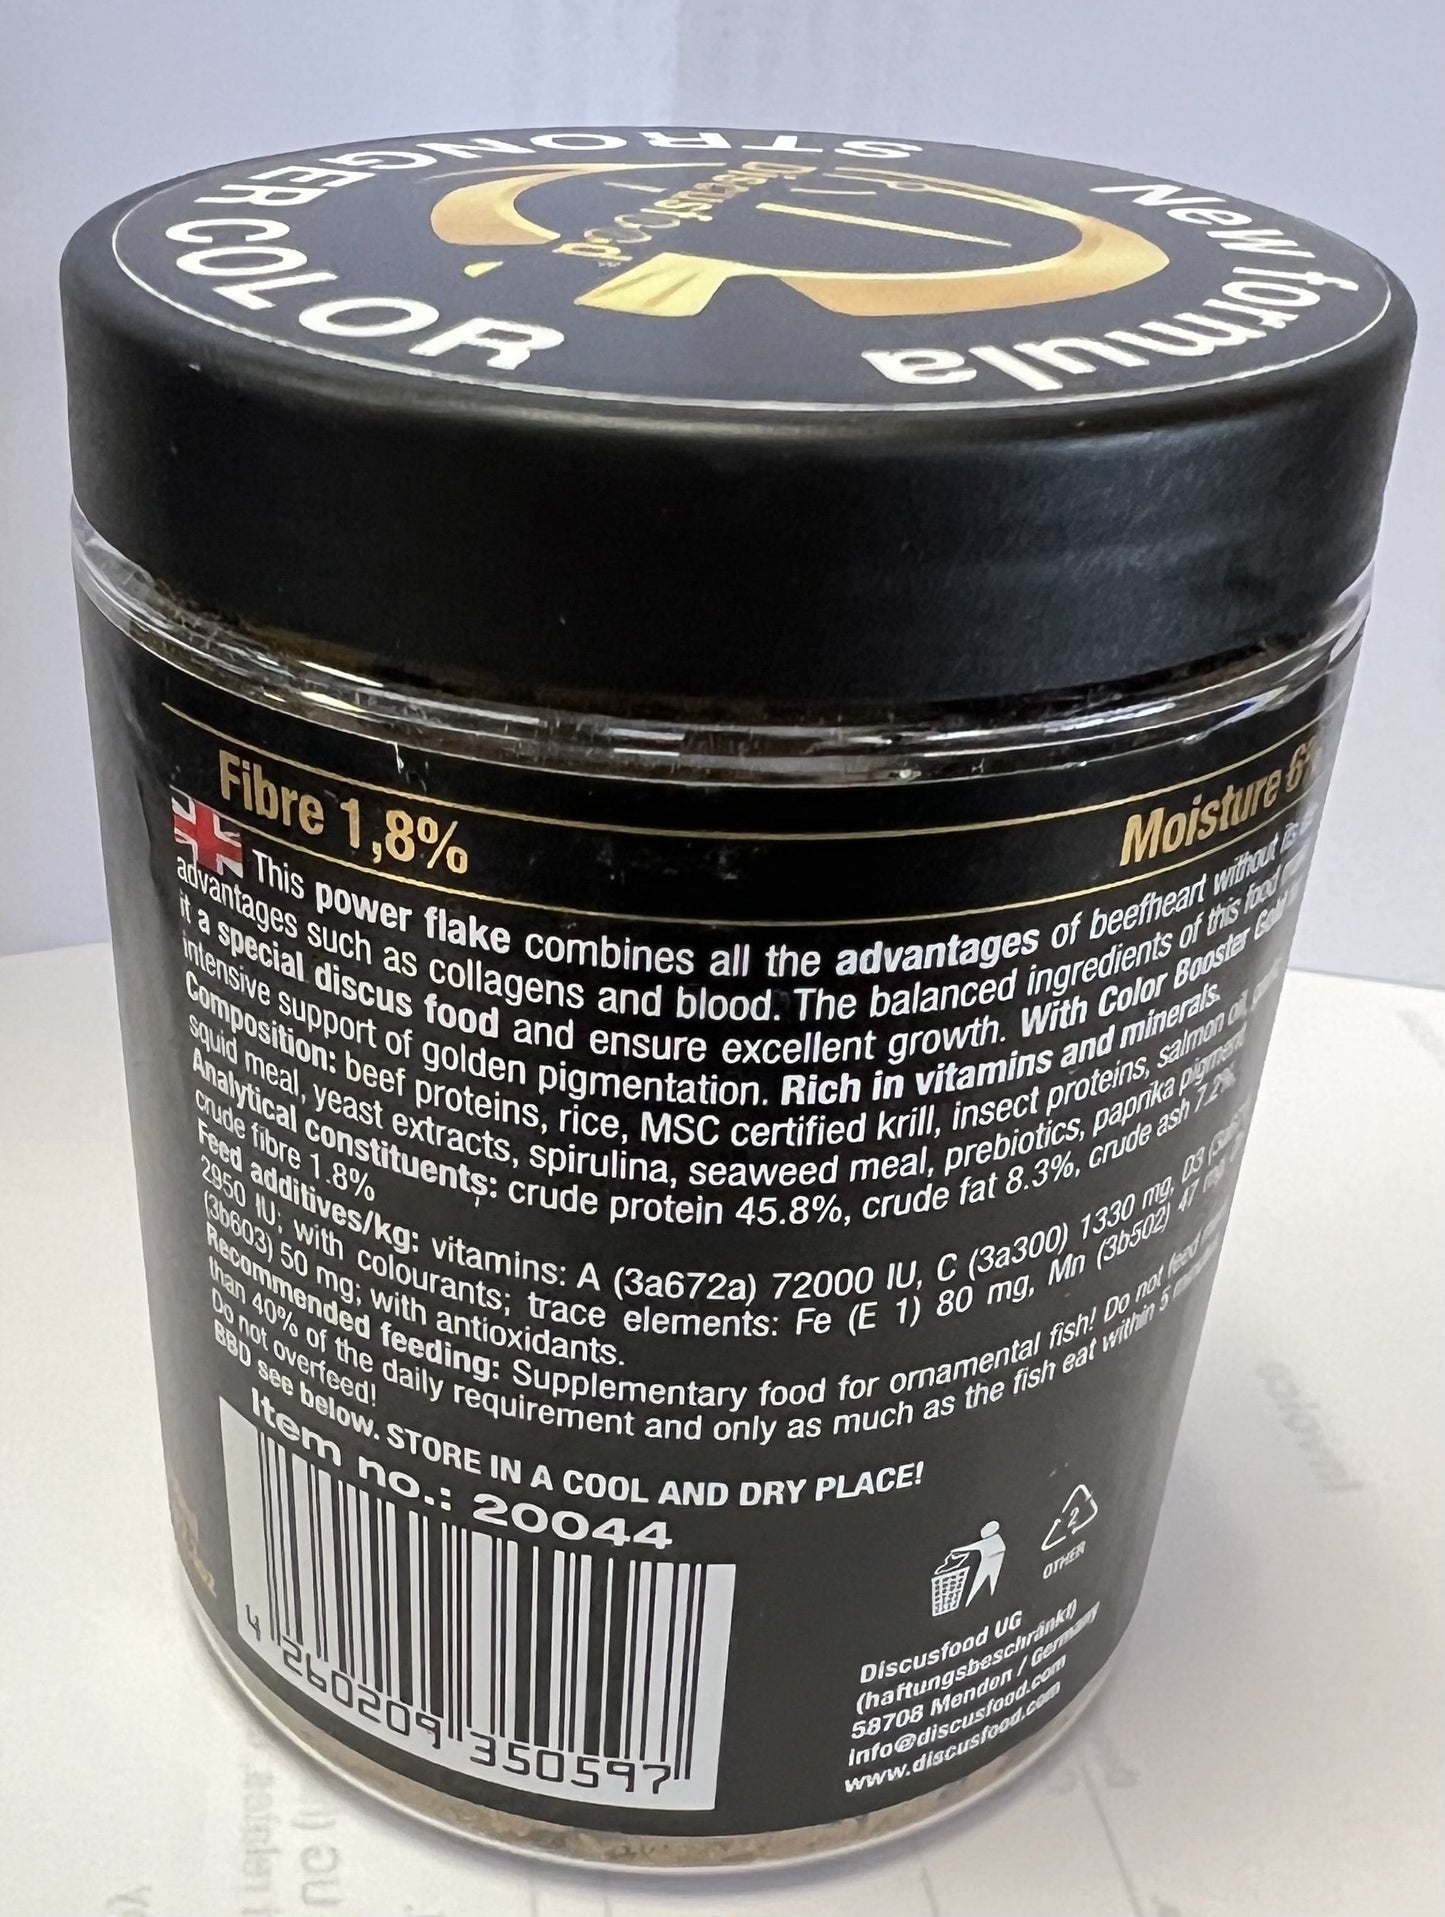 New formula
STRONGER COLOR
Discusfood
Fibre 1,8%
Moisture 6%
This power flake combines all the advantages of beefheart without its
advantages such as collagens and blood. The balanced ingredients of this food
it a special discus food and ensure excellent growth. With Color Booster Gold
intensive support of golden pigmentation. Rich in vitamins and minerals.
Composition: beef proteins, rice, MSC certified krill, insect proteins, salmon oil,
squid meal, yeast extracts, spirulina, seaweed meal, prebiotics, paprika pigment
Analytical constituents: crude protein 45.8%, crude fat 8.3%, crude ash 7.2%
crude fibre 1.8%
Feed additives/kg: vitamins: A (3a672a) 72000 IU, C (3a300) 1330 mg, D3
2950 IU; with colourants; trace elements: Fe (E 1) 80 mg, Mn (3b502) 47 mg
(3b603) 50 mg; with antioxidants.
Recommended feeding: Supplementary food for ornamental fish! Do not feed
than 40% of the daily requirement and only as much as the fish eat within 5
Do not overfeed!
BBD see below. STORE IN A COOL AND DRY PLACE!
Item no.: 20044
4 260209 350597
2
OTHER
Discusfood UG
(haftungsbeschränkt)
58708 Menden / Germany
info@discusfood.com
www.discusfood.com